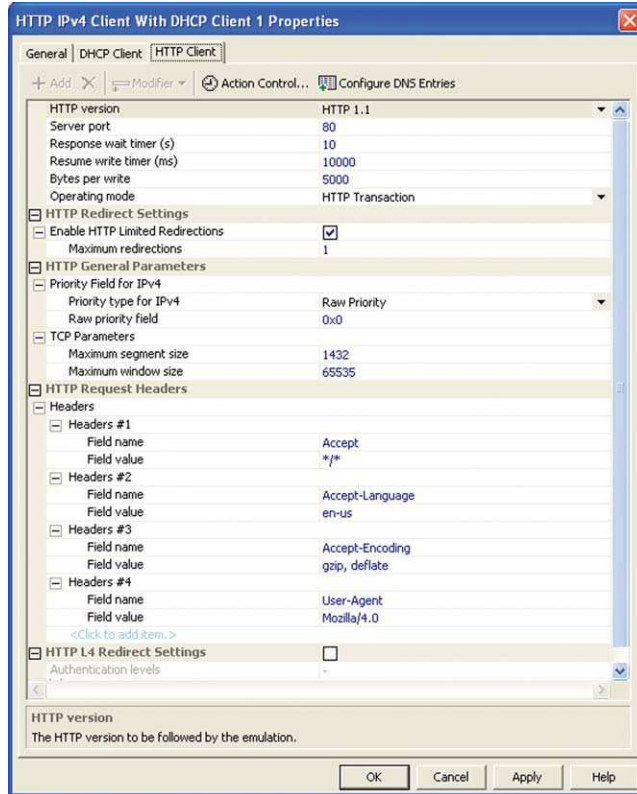 HTTP IPv4 Client With DHCP Client 1 Properties
General DHCP Client HTTP Client
Add Modifier Action Control... Configure DNS Entries
HTTP version HTTP 1.1
Server port 80
Response wait timer (s) 10
Resume write timer (ms) 10000
Bytes per write 5000
Operating mode HTTP Transaction
HTTP Redirect Settings
Enable HTTP Limited Redirections
Maximum redirections 1
HTTP General Parameters
Priority Field for IPv4
Priority type for IPv4 Raw Priority
Raw priority field 0x0
TCP Parameters
Maximum segment size 1432
Maximum window size 65535
HTTP Request Headers
Headers
Headers #1
Field name Accept
Field value */*
Headers #2
Field name Accept-Language
Field value en-us
Headers #3
Field name Accept-Encoding
Field value gzip, deflate
Headers #4
Field name User-Agent
Field value Mozilla/4.0
<Click to add item.>
HTTP L4 Redirect Settings
Authentication levels -
HTTP version
The HTTP version to be followed by the emulation.
OK Cancel Apply Help